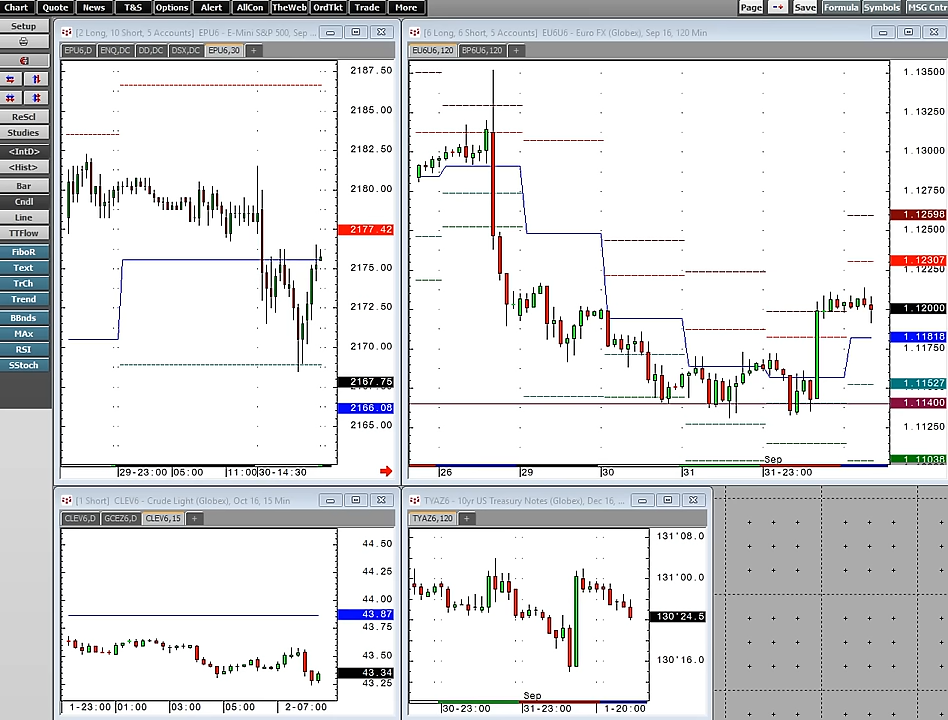 Chart Quote News T&S Options Alert AllCon TheWeb OrdTkt Trade More Page Save Formula Symbols MSG Cntr
Setup
ReScl
Studies
<IntD>
<Hist>
Bar
Cndl
Line
TTFlow
FiboR
Text
TrCh
Trend
BBnds
MAx
RSI
SStoch
[2 Long, 10 Short, 5 Accounts] EPU6 - E-Mini S&P 500, Sep ...
EPU6,D ENQ,DC DD,DC DSX,DC EPU6,30 +
2187.50
2185.00
2182.50
2180.00
2177.42
2175.00
2172.50
2170.00
2167.75
2166.08
2165.00
29-23:00 05:00 11:00 30-14:30
[6 Long, 6 Short, 5 Accounts] EU6U6 - Euro FX (Globex), Sep 16, 120 Min
EU6U6,120 BP6U6,120 +
1.13500
1.13250
1.13000
1.12750
1.12598
1.12500
1.12307
1.12250
1.12000
1.11818
1.11750
1.11527
1.11400
1.11250
1.11038
Sep
26 29 30 31 31-23:00
[1 Short] CLEV6 - Crude Light (Globex), Oct 16, 15 Min
CLEV6,D GCEZ6,D CLEV6,15 +
44.50
44.25
44.00
43.87
43.75
43.50
43.34
43.25
1-23:00 01:00 03:00 05:00 2-07:00
TYAZ6 - 10yr US Treasury Notes (Globex), Dec 16, ...
TYAZ6,120 +
131'08.0
131'00.0
130'24.5
130'16.0
Sep
30-23:00 31-23:00 1-20:00